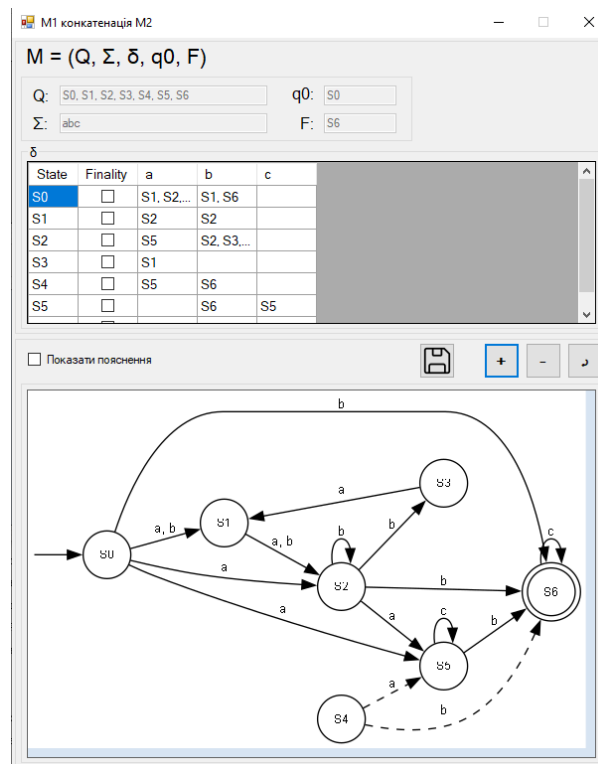 М1 конкатенація М2
M = (Q, Σ, δ, q0, F)
Q: S0, S1, S2, S3, S4, S5, S6 q0: S0
Σ: abc F: S6
δ
State Finality a b c
S0 S1, S2,... S1, S6
S1 S2 S2
S2 S5 S2, S3,...
S3 S1
S4 S5 S6
S5 S6 S5
Показати пояснення + -
b
S3
a
S1
a, b
b
b
c
a, b
S0
a
S2
b
S6
a
a
c
b
S5
a
S4
b